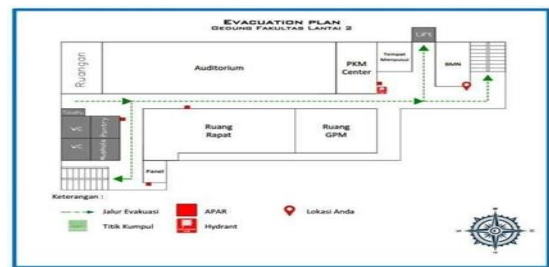 EVACUATION PLAN
GEDUNG FAKULTAS LANTAI 2
Ruangan
Auditorium
PKM
Center
Tempat
Menyusui
Lift
BMN
WC
WC
Pantry
Mushola
Ruang
Rapat
Ruang
GPM
Panel
Keterangan :
Jalur Evakuasi
APAR
Lokasi Anda
Titik Kumpul
Hydrant